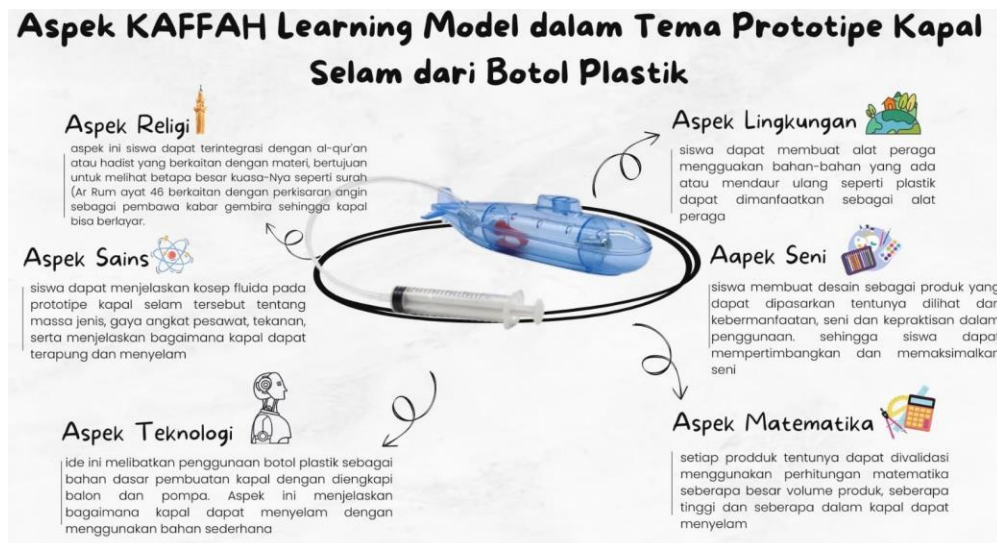 Aspek KAFFAH Learning Model dalam Tema Prototipe Kapal
Selam dari Botol Plastik
Aspek Religi
aspek ini siswa dapat terintegrasi dengan al-qur'an
atau hadist yang berkaitan dengan materi, bertujuan
untuk melihat betapa besar kuasa-Nya seperti surah
(Ar Rum ayat 46 berkaitan dengan perkisaran angin
sebagai pembawa kabar gembira sehingga kapal
bisa berlayar.
Aspek Sains
siswa dapat menjelaskan kosep fluida pada
prototipe kapal selam tersebut tentang
massa jenis, gaya angkat pesawat, tekanan,
serta menjelaskan bagaimana kapal dapat
terapung dan menyelam
Aspek Teknologi
ide ini melibatkan penggunaan botol plastik sebagai
bahan dasar pembuatan kapal dengan diengkapi
balon dan pompa. Aspek ini menjelaskan
bagaimana kapal dapat menyelam dengan
menggunakan bahan sederhana
Aspek Lingkungan
siswa dapat membuat alat peraga
mengguakan bahan-bahan yang ada
atau mendaur ulang seperti plastik
dapat dimanfaatkan sebagai alat
peraga
Aapek Seni
siswa membuat desain sebagai produk yang
dapat dipasarkan tentunya dilihat dar
kebermanfaatan, seni dan kepraktisan dalam
penggunaan. sehingga siswa dapa
mempertimbangkan dan memaksimalkan
seni
Aspek Matematika
setiap prodduk tentunya dapat divalidasi
menggunakan perhitungan matematika
seberapa besar volume produk, seberapa
tinggi dan seberapa dalam kapal dapat
menyelam